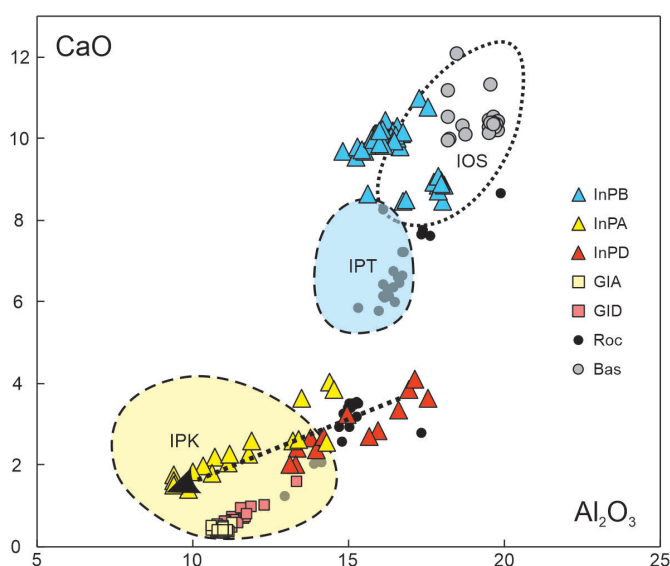 CaO
12
10
8
6
4
2
0
5
10
15
20
25
Al₂O₃
IOS
IPT
IPK
InPB
InPA
InPD
GIA
GID
Roc
Bas